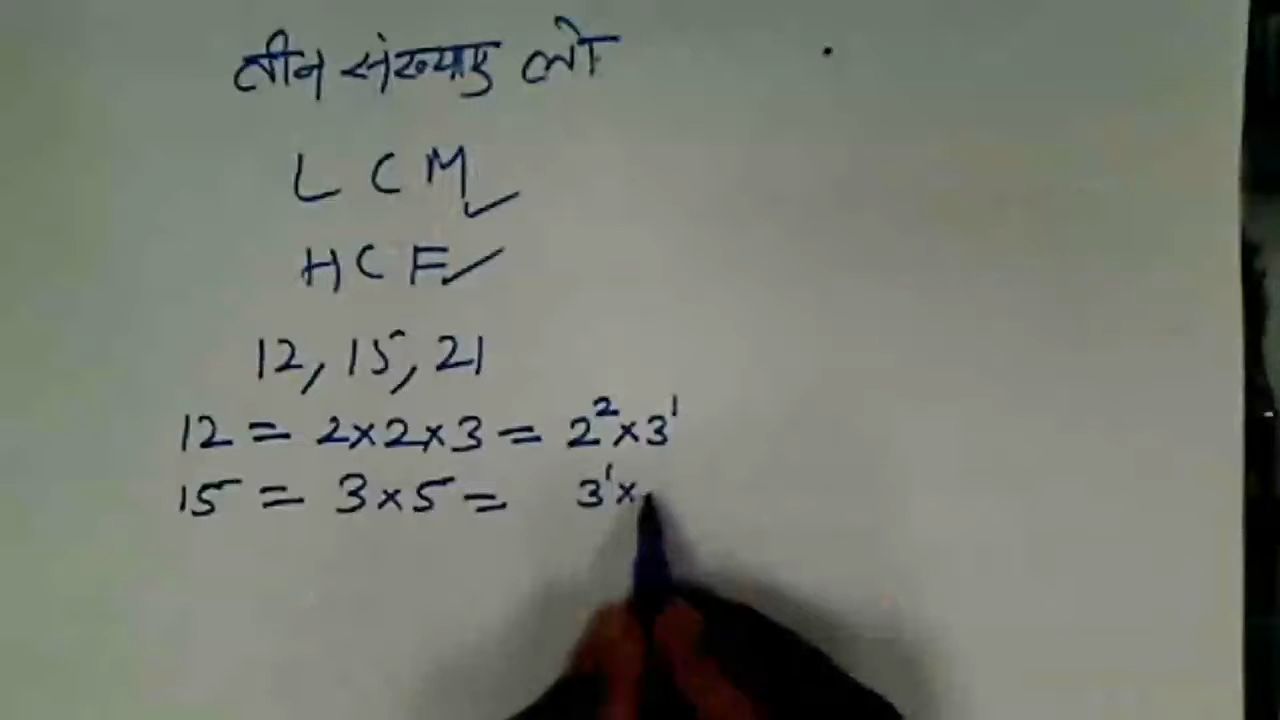 तीन संख्याए लो
LCM✓
HCF✓
12, 15, 21
12 = 2×2×3 = 2²×3¹
15 = 3×5 = 3¹×